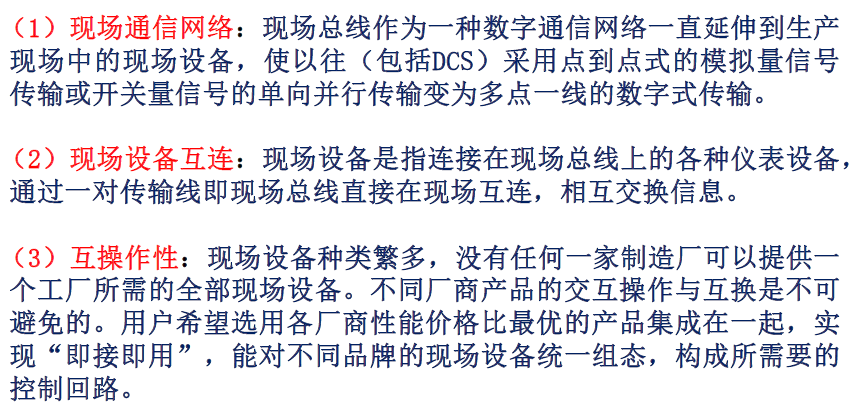 （1）现场通信网络：现场总线作为一种数字通信网络一直延伸到生产
现场中的现场设备，使以往（包括DCS）采用点到点式的模拟量信号
传输或开关量信号的单向并行传输变为多点一线的数字式传输。
（2）现场设备互连：现场设备是指连接在现场总线上的各种仪表设备，
通过一对传输线即现场总线直接在现场互连，相互交换信息。
（3）互操作性：现场设备种类繁多，没有任何一家制造厂可以提供一
个工厂所需的全部现场设备。不同厂商产品的交互操作与互换是不可
避免的。用户希望选用各厂商性能价格比最优的产品集成在一起，实
现“即接即用”，能对不同品牌的现场设备统一组态，构成所需要的
控制回路。